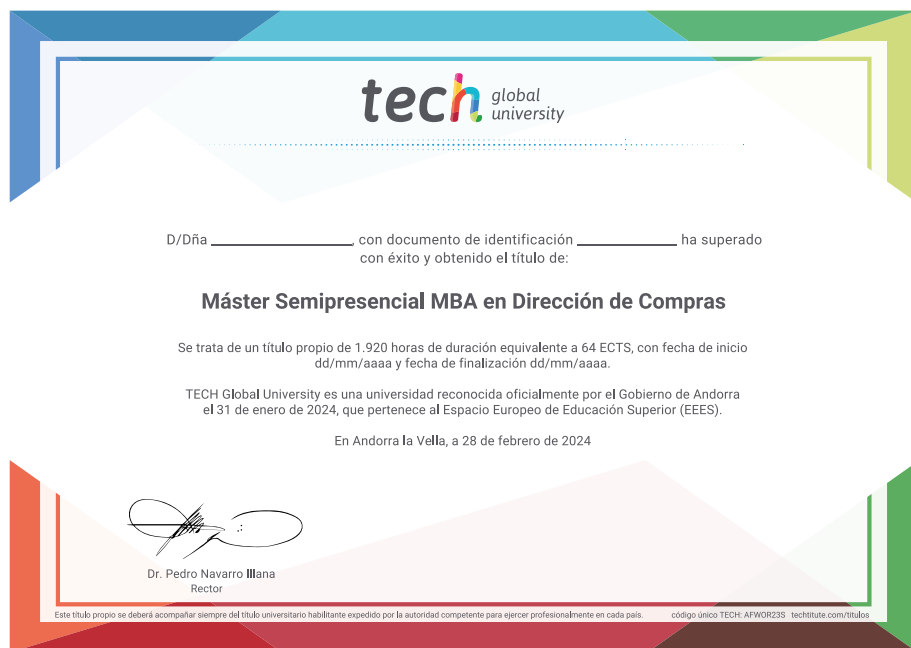 tech global university
D/Dña ________________, con documento de identificación ________________ ha superado
con éxito y obtenido el título de:
Máster Semipresencial MBA en Dirección de Compras
Se trata de un título propio de 1.920 horas de duración equivalente a 64 ECTS, con fecha de inicio
dd/mm/aaaa y fecha de finalización dd/mm/aaaa.
TECH Global University es una universidad reconocida oficialmente por el Gobierno de Andorra
el 31 de enero de 2024, que pertenece al Espacio Europeo de Educación Superior (EEES).
En Andorra la Vella, a 28 de febrero de 2024
Dr. Pedro Navarro Illana
Rector
Este título propio se deberá acompañar siempre del título universitario habilitante expedido por la autoridad competente para ejercer profesionalmente en cada país. código único TECH: AFWOR23S techtitute.com/titulos